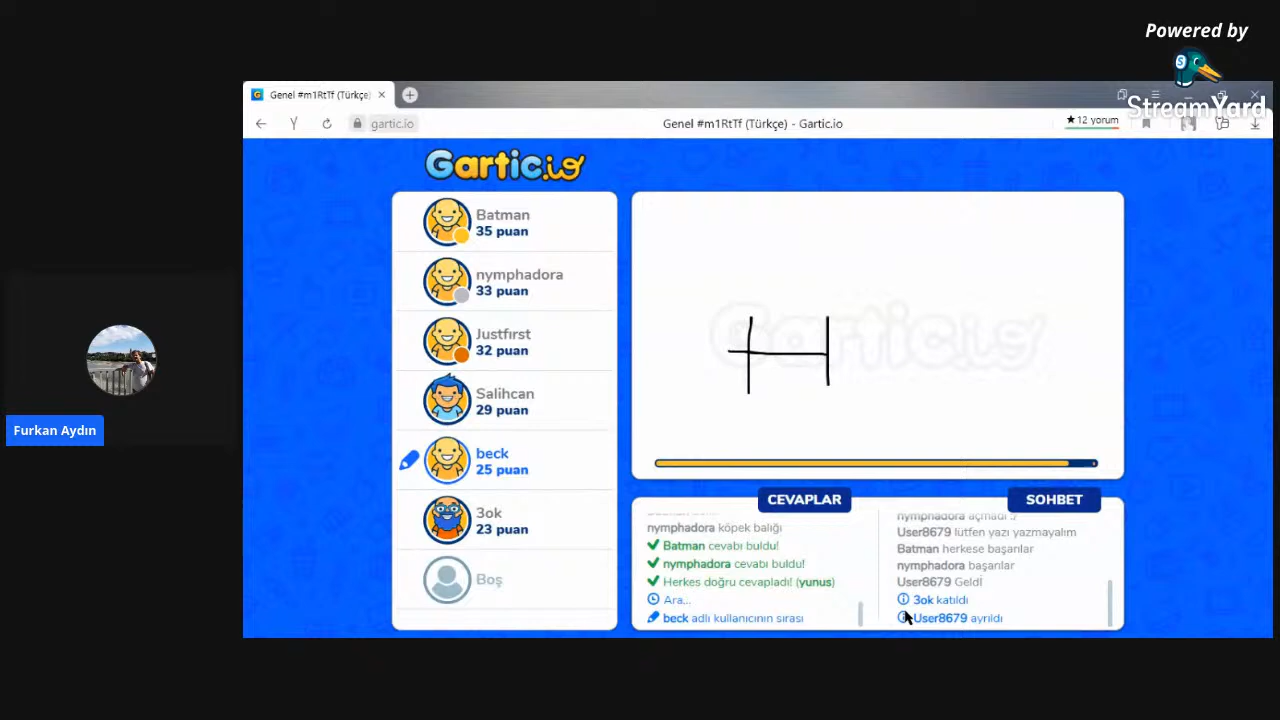 Powered by
StreamYard
Genel #m1RtTf (Türkçe)
gartic.io
Genel #m1RtTf (Türkçe) - Gartic.io
★12 yorum
Gartic.io
Batman
35 puan
nymphadora
33 puan
Justfırst
32 puan
Salihcan
29 puan
beck
25 puan
3ok
23 puan
Boş
Gartic.io
CEVAPLAR
nymphadora köpek balığı
Batman cevabı buldu!
nymphadora cevabı buldu!
Herkes doğru cevapladı! (yunus)
Ara...
beck adlı kullanıcının sırası
SOHBET
nymphadora açmadı :/
User8679 lütfen yazı yazmayalım
Batman herkese başarılar
nymphadora başarılar
User8679 Geldi
3ok katıldı
User8679 ayrıldı
Furkan Aydın